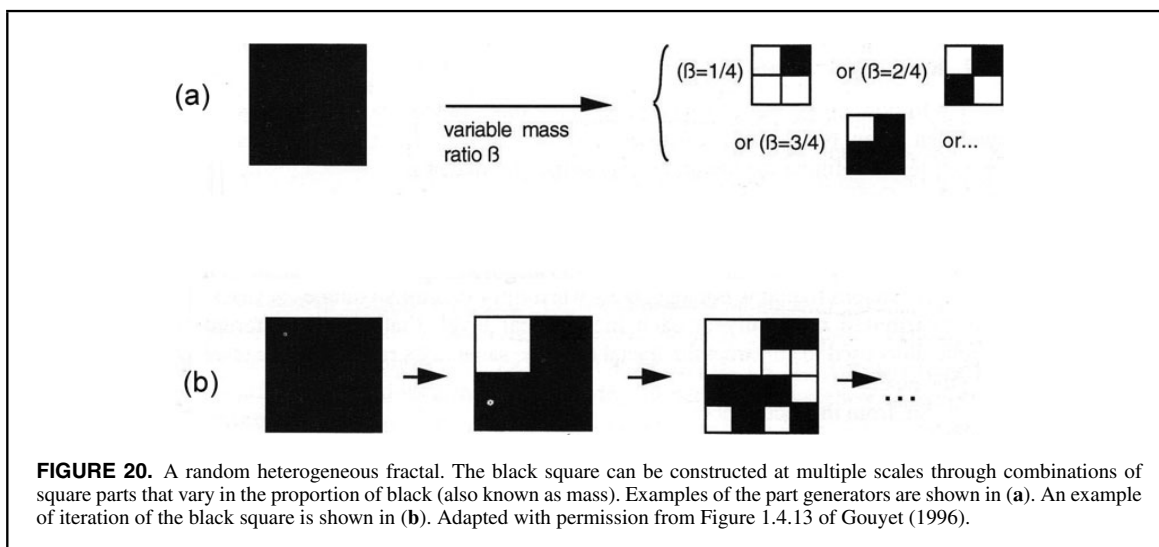 (a)
variable mass
ratio ß
(ß=1/4)
or (ß=2/4)
or (ß=3/4)
or...
(b)
...
FIGURE 20. A random heterogeneous fractal. The black square can be constructed at multiple scales through combinations of
square parts that vary in the proportion of black (also known as mass). Examples of the part generators are shown in (a). An example
of iteration of the black square is shown in (b). Adapted with permission from Figure 1.4.13 of Gouyet (1996).